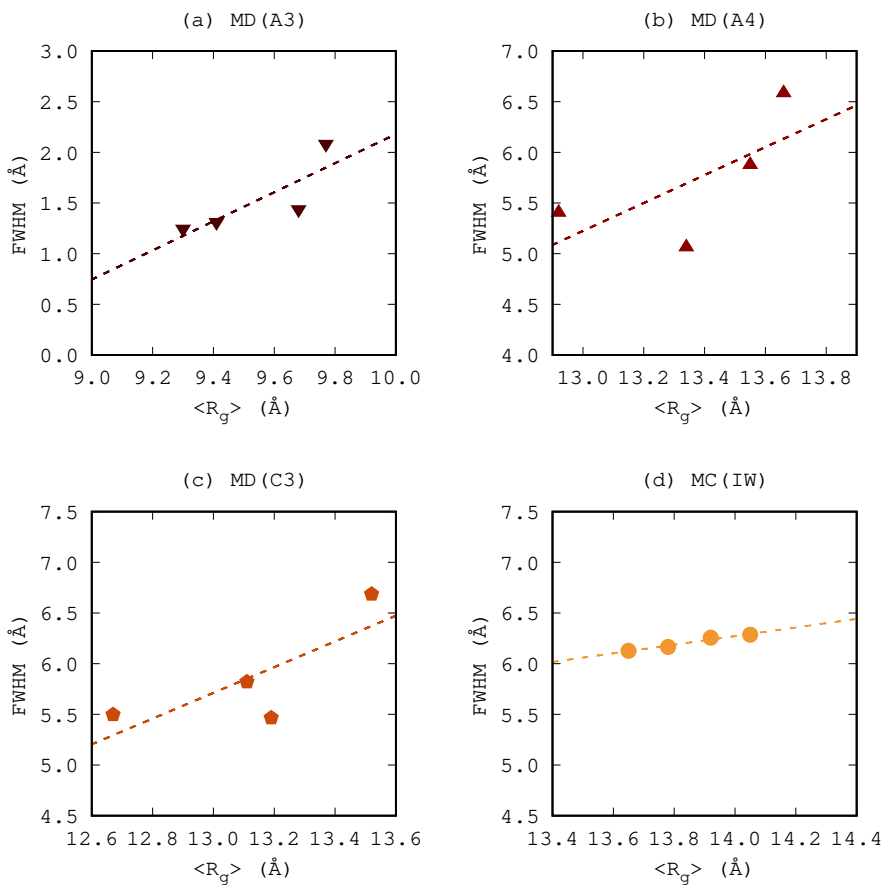 (a) MD(A3)
FWHM (Å)
3.0
2.5
2.0
1.5
1.0
0.5
0.0
9.0 9.2 9.4 9.6 9.8 10.0
<Rg> (Å)
(b) MD(A4)
FWHM (Å)
7.0
6.5
6.0
5.5
5.0
4.5
4.0
13.0 13.2 13.4 13.6 13.8
<Rg> (Å)
(c) MD(C3)
FWHM (Å)
7.5
7.0
6.5
6.0
5.5
5.0
4.5
12.6 12.8 13.0 13.2 13.4 13.6
<Rg> (Å)
(d) MC(IW)
FWHM (Å)
7.5
7.0
6.5
6.0
5.5
5.0
4.5
13.4 13.6 13.8 14.0 14.2 14.4
<Rg> (Å)